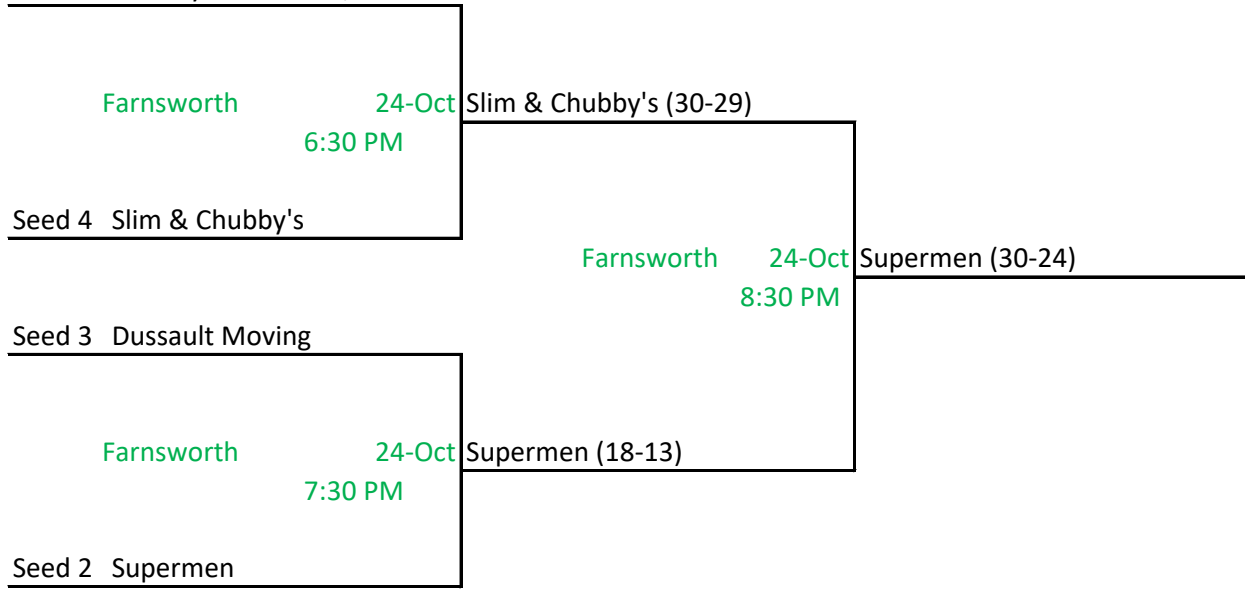 Farnsworth 24-Oct Slim & Chubby's (30-29)
6:30 PM
Seed 4 Slim & Chubby's
Farnsworth 24-Oct Supermen (30-24)
8:30 PM
Seed 3 Dussault Moving
Farnsworth 24-Oct Supermen (18-13)
7:30 PM
Seed 2 Supermen